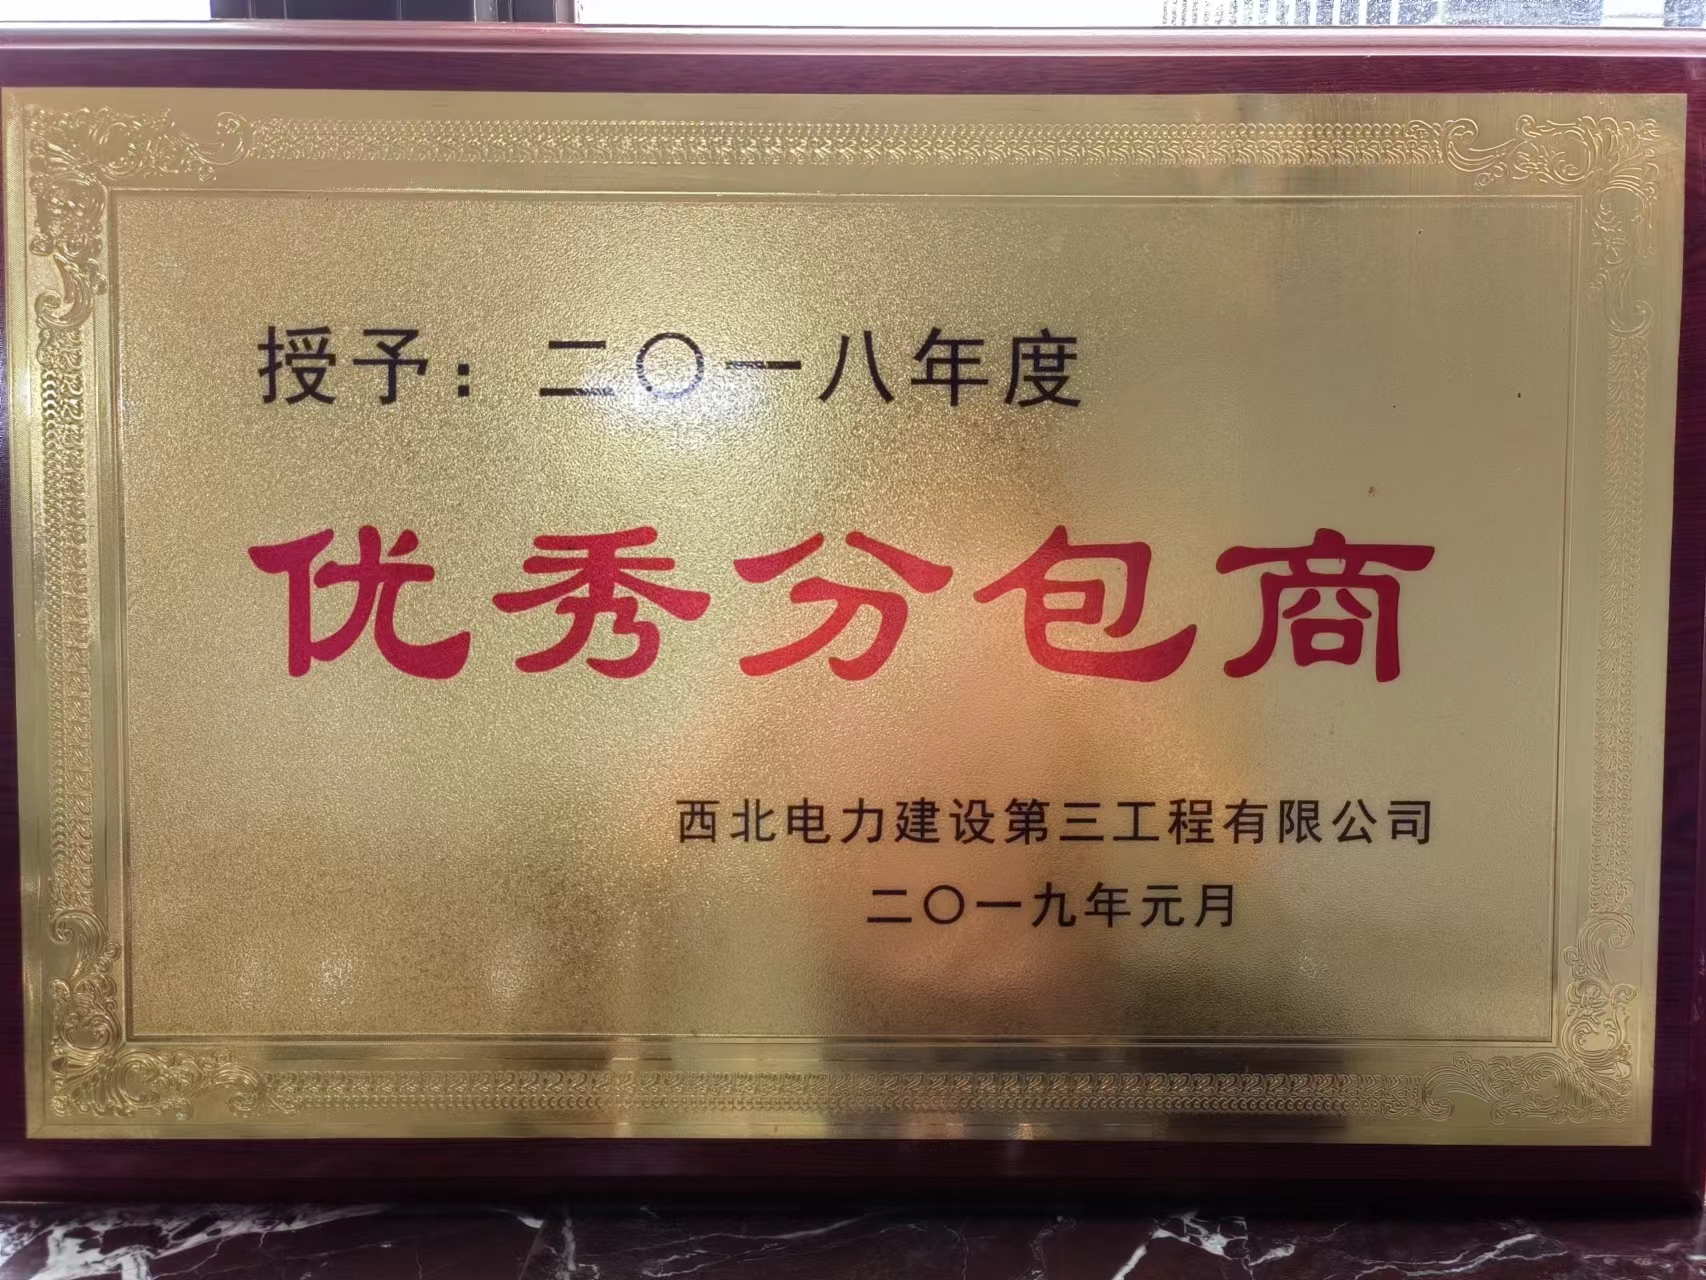 授予：二〇一八年度
优秀分包商
西北电力建设第三工程有限公司
二〇一九年元月